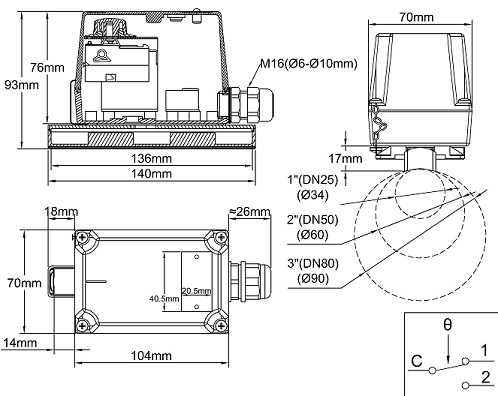 70mm
76mm
93mm
M16(Ø6-Ø10mm)
136mm
140mm
17mm
1"(DN25)
(Ø34)
2"(DN50)
(Ø60)
3"(DN80)
(Ø90)
18mm
≈26mm
70mm
20.5mm
40.5mm
14mm
104mm
θ
C
1
2